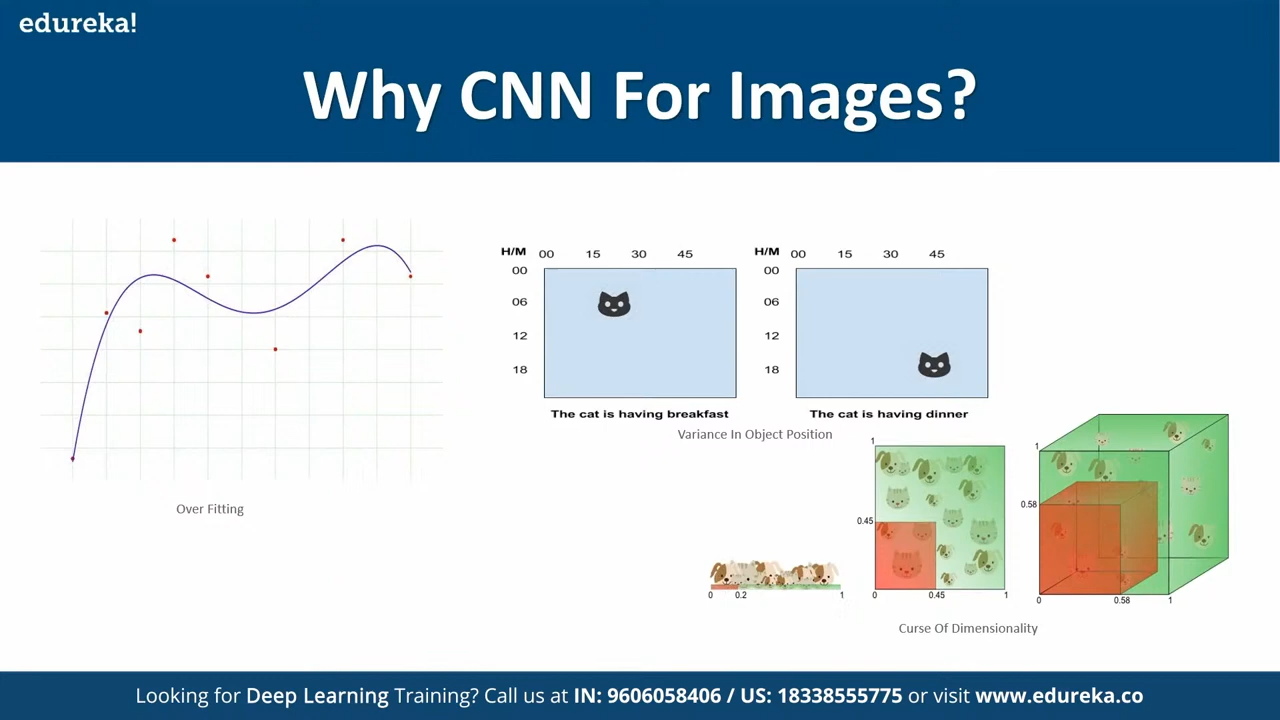 edureka!
Why CNN For Images?
H/M 00 15 30 45
00
06
12
18
The cat is having breakfast
H/M 00 15 30 45
00
06
12
18
The cat is having dinner
Variance In Object Position
Over Fitting
0 0.2 1
1
0.45
0 0.45 1
1
0.58
0 0.58 1
Curse Of Dimensionality
Looking for Deep Learning Training? Call us at IN: 9606058406 / US: 18338555775 or visit www.edureka.co